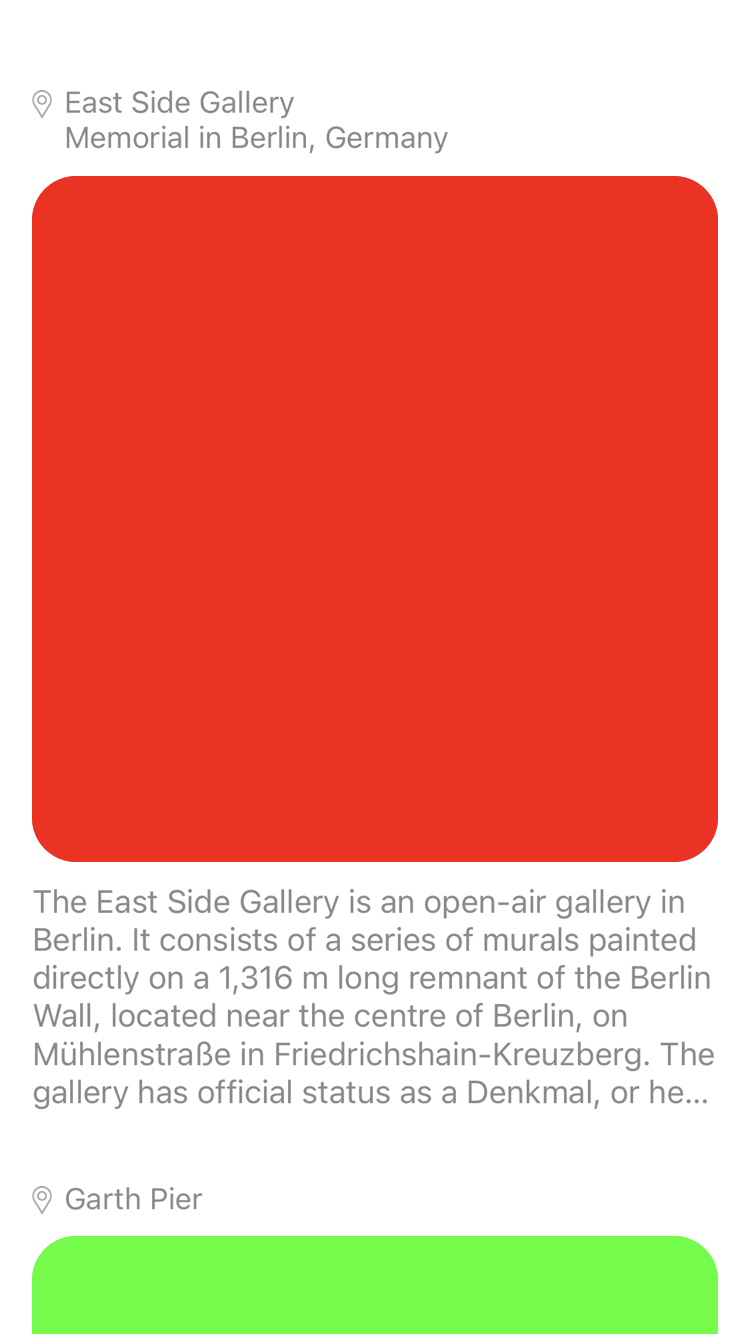 East Side Gallery
Memorial in Berlin, Germany
The East Side Gallery is an open-air gallery in
Berlin. It consists of a series of murals painted
directly on a 1,316 m long remnant of the Berlin
Wall, located near the centre of Berlin, on
Mühlenstraße in Friedrichshain-Kreuzberg. The
gallery has official status as a Denkmal, or he...
Garth Pier